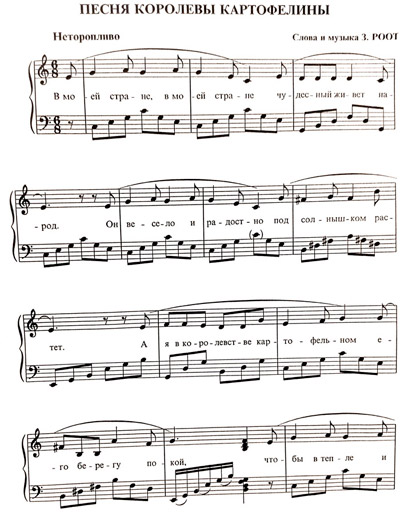 ПЕСНЯ КОРОЛЕВЫ КАРТОФЕЛИНЫ
Неторопливо
Слова и музыка З. РООТ
В мо - ей стра - не, в мо - ей стра - не чу - дес - ный жи - вет на -
- род. Он ве - се - ло и ра - дост - но под сол - ныш - ком рас -
тет. А я в ко - ро - лев - стве кар - то - фель - ном е -
- го бе - ре - гу по - кой, что - бы в теп - ле и